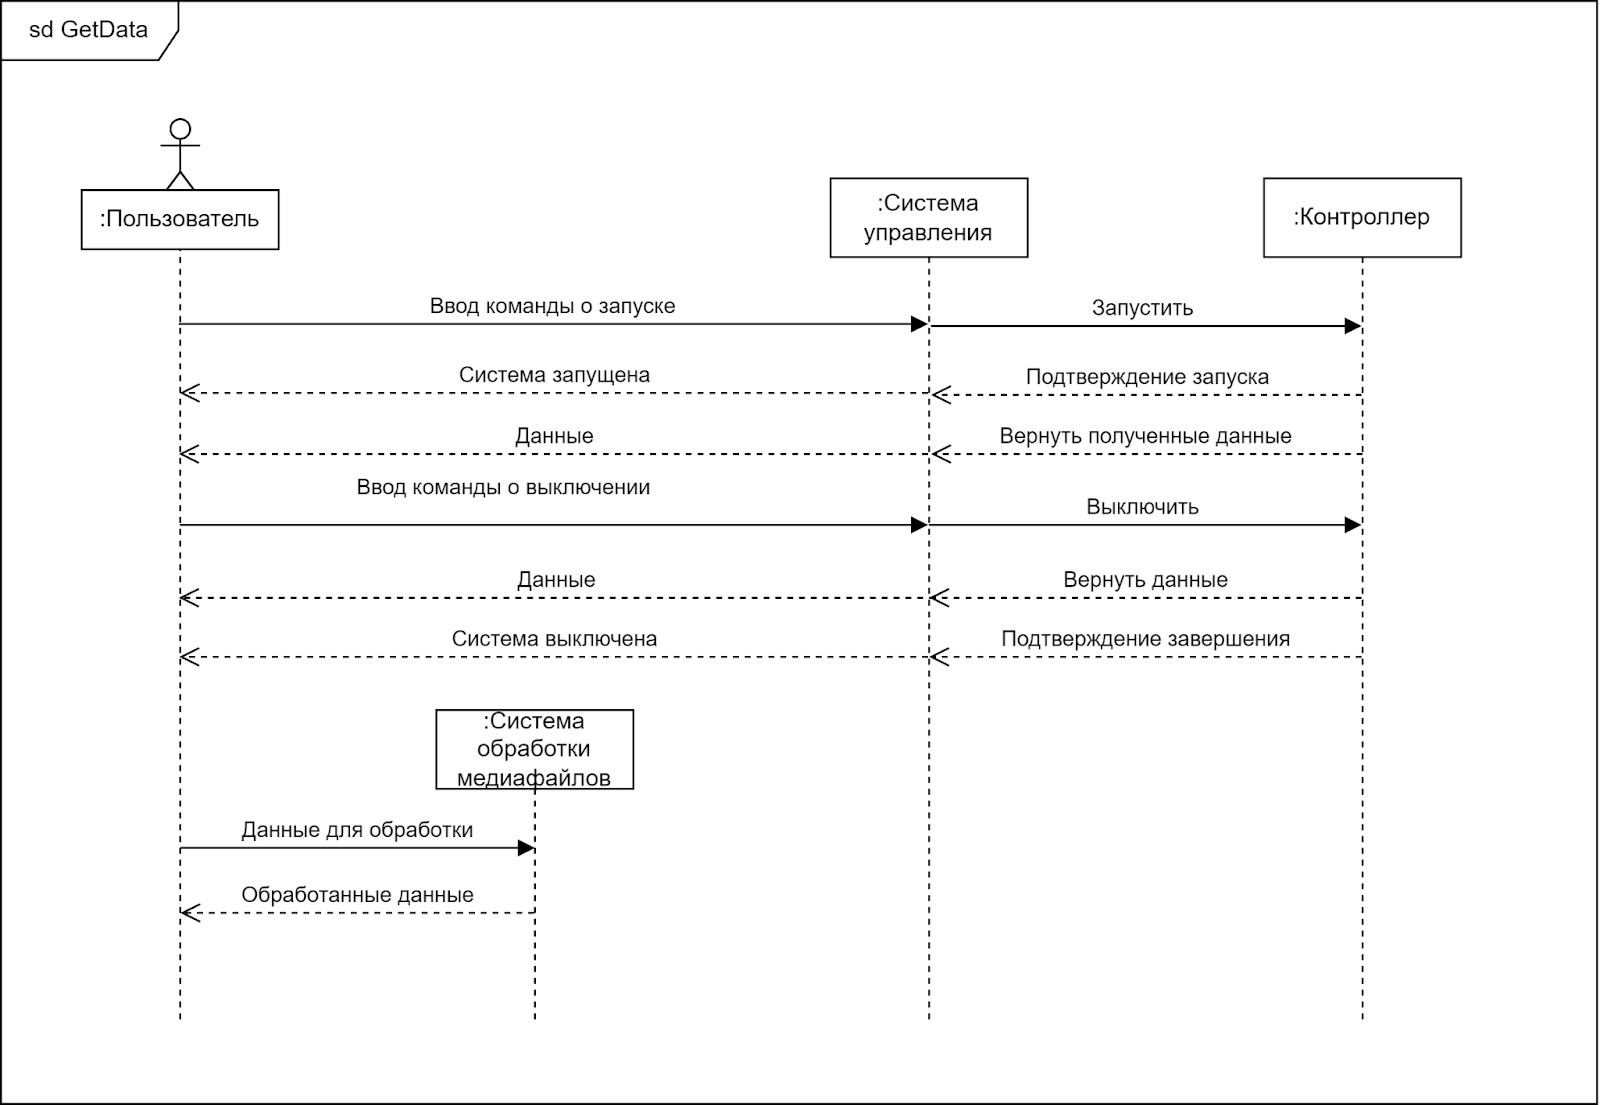 sd GetData
:Пользователь
:Система
управления
:Контроллер
Ввод команды о запуске
Запустить
Система запущена
Подтверждение запуска
Данные
Вернуть полученные данные
Ввод команды о выключении
Выключить
Данные
Вернуть данные
Система выключена
Подтверждение завершения
:Система
обработки
медиафайлов
Данные для обработки
Обработанные данные